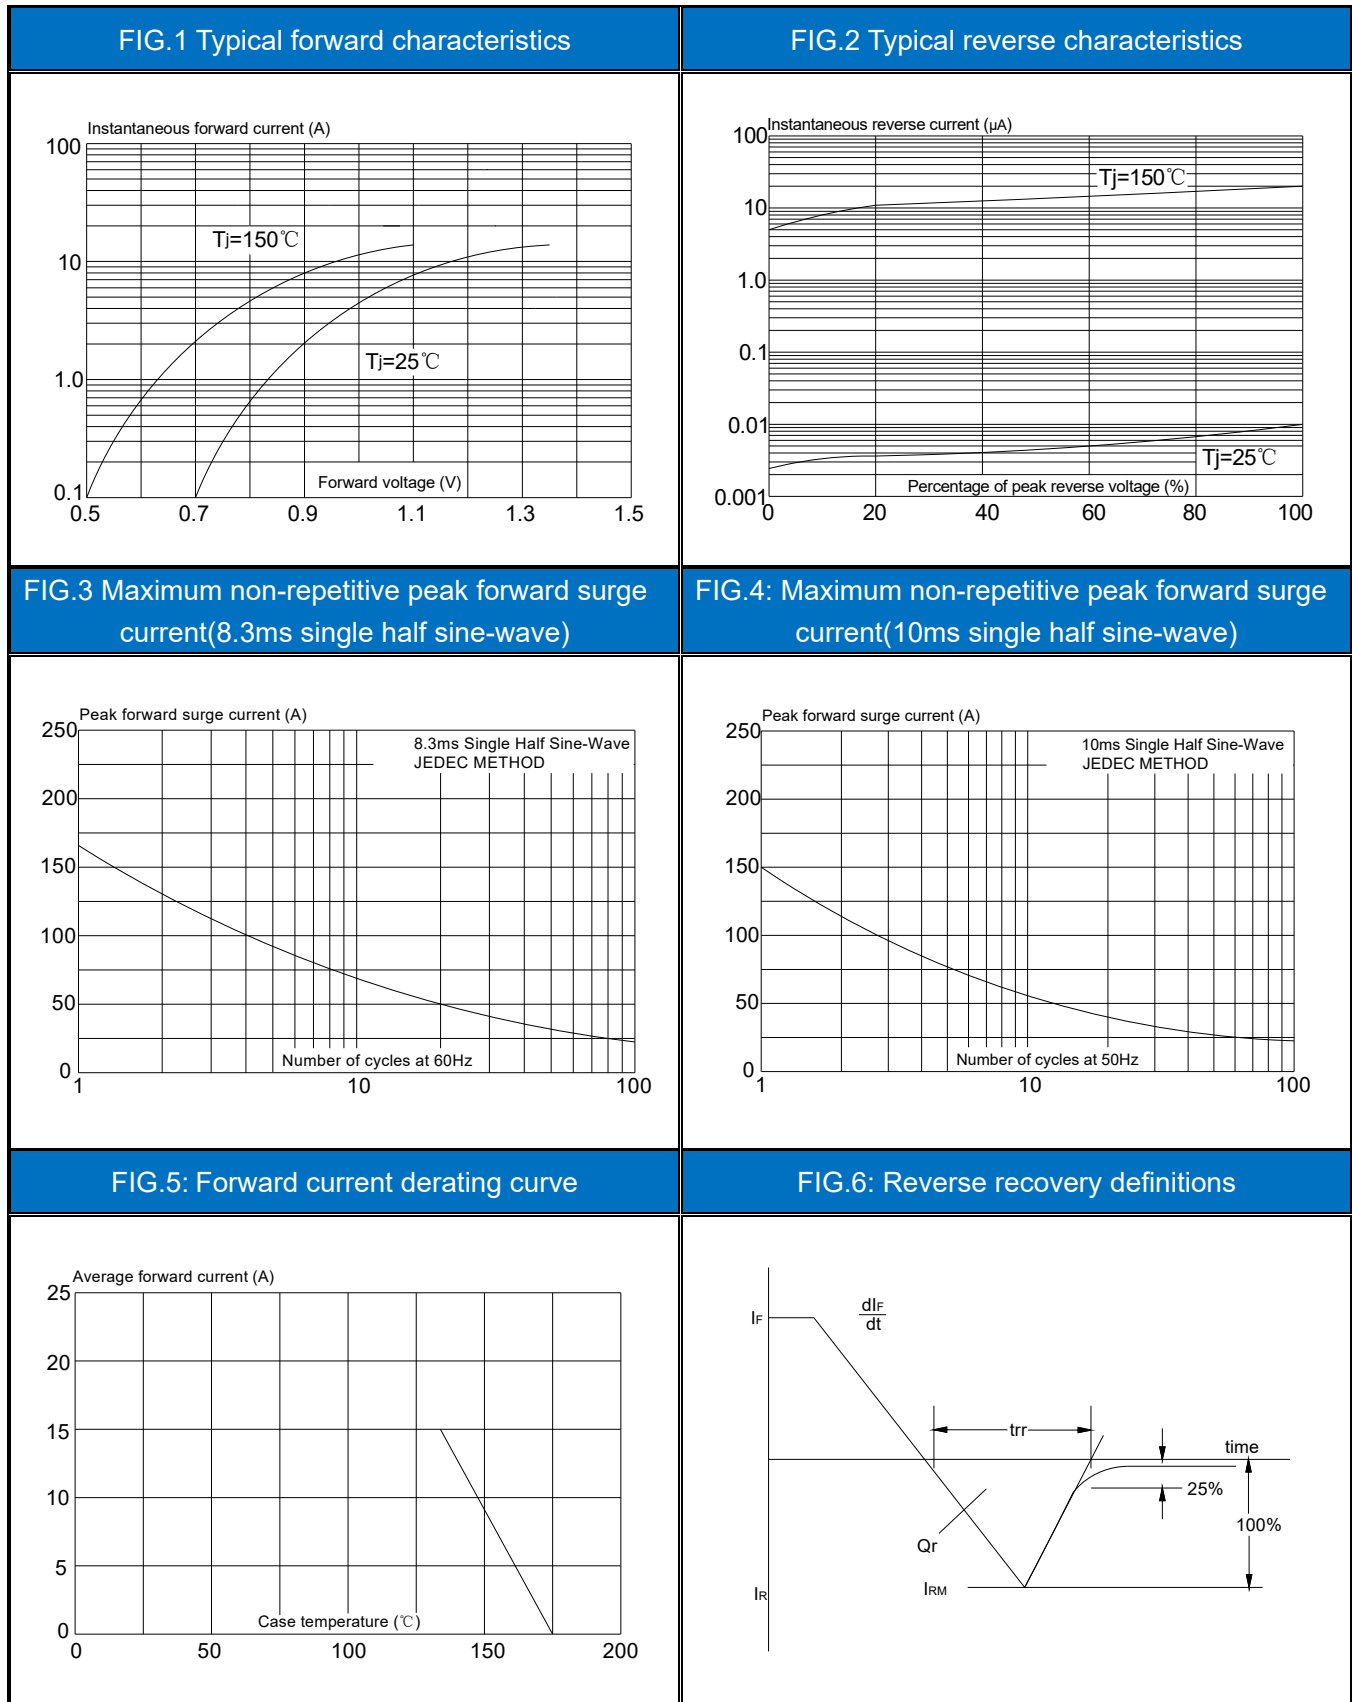 FIG.1 Typical forward characteristics
FIG.2 Typical reverse characteristics
Instantaneous forward current (A)
100
10
1.0
0.1
Tj=150℃
Tj=25℃
Forward voltage (V)
0.5 0.7 0.9 1.1 1.3 1.5
Instantaneous reverse current (µA)
100
10
1.0
0.1
0.01
0.001
Tj=150℃
Tj=25℃
Percentage of peak reverse voltage (%)
0 20 40 60 80 100
FIG.3 Maximum non-repetitive peak forward surge
current(8.3ms single half sine-wave)
FIG.4: Maximum non-repetitive peak forward surge
current(10ms single half sine-wave)
Peak forward surge current (A)
250
200
150
100
50
0
8.3ms Single Half Sine-Wave
JEDEC METHOD
Number of cycles at 60Hz
1 10 100
Peak forward surge current (A)
250
200
150
100
50
0
10ms Single Half Sine-Wave
JEDEC METHOD
Number of cycles at 50Hz
1 10 100
FIG.5: Forward current derating curve
FIG.6: Reverse recovery definitions
Average forward current (A)
25
20
15
10
5
0
Case temperature (℃)
0 50 100 150 200
IF
dIF
dt
trr
time
25%
100%
Qr
IRM
IR